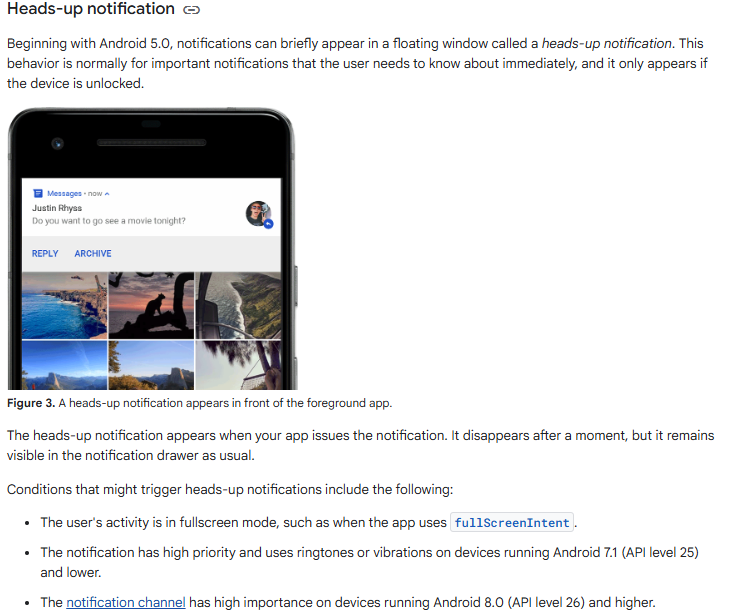 Heads-up notification
Beginning with Android 5.0, notifications can briefly appear in a floating window called a heads-up notification. This
behavior is normally for important notifications that the user needs to know about immediately, and it only appears if
the device is unlocked.
Messages • now
Justin Rhyss
Do you want to go see a movie tonight?
REPLY ARCHIVE
Figure 3. A heads-up notification appears in front of the foreground app.
The heads-up notification appears when your app issues the notification. It disappears after a moment, but it remains
visible in the notification drawer as usual.
Conditions that might trigger heads-up notifications include the following:
• The user's activity is in fullscreen mode, such as when the app uses fullScreenIntent.
• The notification has high priority and uses ringtones or vibrations on devices running Android 7.1 (API level 25)
and lower.
• The notification channel has high importance on devices running Android 8.0 (API level 26) and higher.